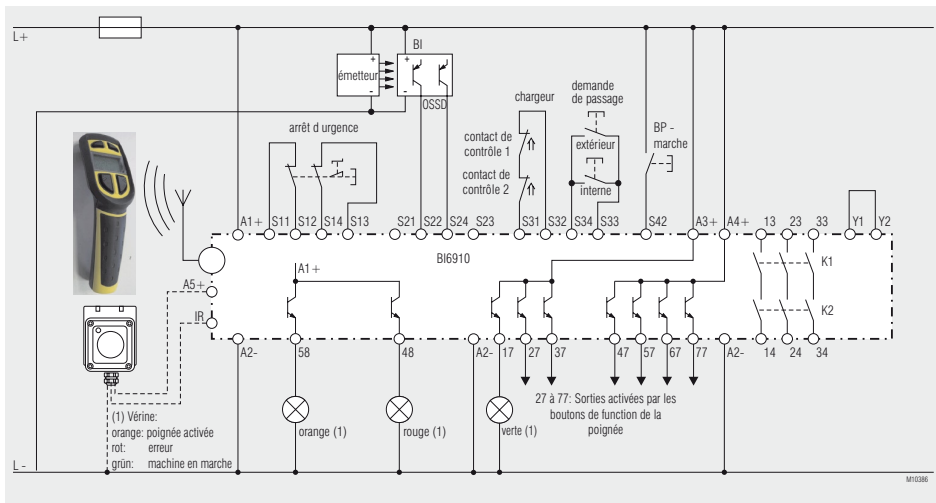 L+
BI
+
+
émetteur
-
-
OSSD
chargeur
demande
de passage
arrêt d urgence
contact de
contrôle 1
extérieur
BP -
marche
contact de
contrôle 2
interne
A1+ S11 S12 S14 S13 S21 S22 S24 S23 S31 S32 S34 S33 S42 A3+ A4+ 13 23 33 Y1 Y2
BI6910
A1+
K1
A5+
K2
IR
A2- 58 48 A2- 17 27 37 47 57 67 77 A2- 14 24 34
27 à 77: Sorties activées par les
boutons de function de la
poignée
(1) Vérine:
orange: poignée activée
rot: erreur
grün: machine en marche
orange (1)
rouge (1)
verte (1)
L -
M10386